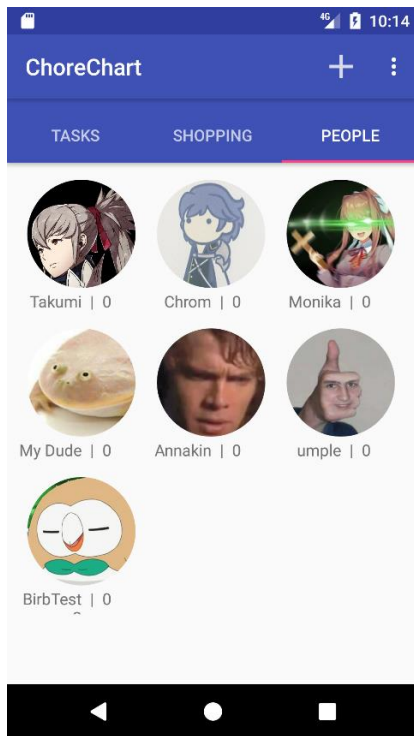 4G 10:14
ChoreChart
TASKS SHOPPING PEOPLE
Takumi | 0 Chrom | 0 Monika | 0
My Dude | 0 Annakin | 0 umple | 0
BirbTest | 0